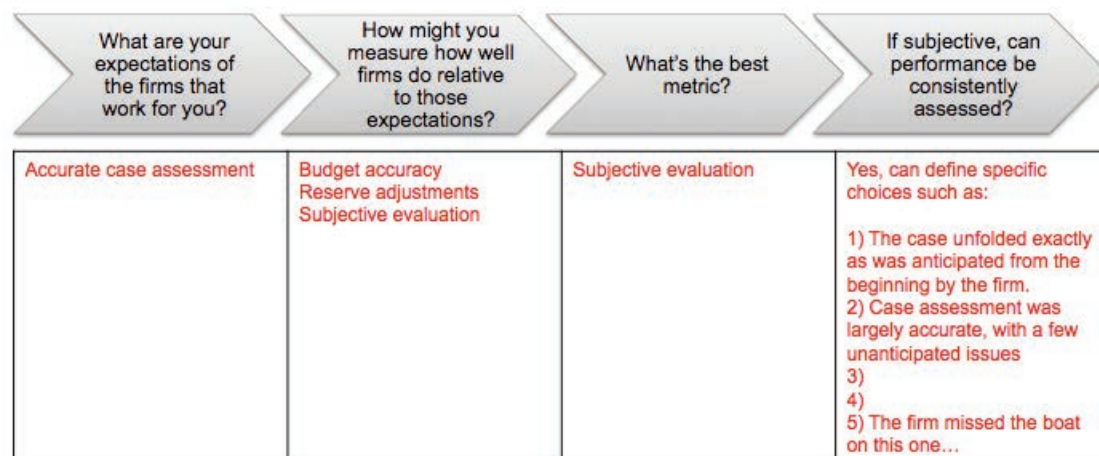 What are your
expectations of
the firms that
work for you?
How might you
measure how well
firms do relative
to those
expectations?
What's the best
metric?
If subjective, can
performance be
consistently
assessed?
Accurate case assessment
Budget accuracy
Reserve adjustments
Subjective evaluation
Subjective evaluation
Yes, can define specific
choices such as:
1) The case unfolded exactly
as was anticipated from the
beginning by the firm.
2) Case assessment was
largely accurate, with a few
unanticipated issues
3)
4)
5) The firm missed the boat
on this one…